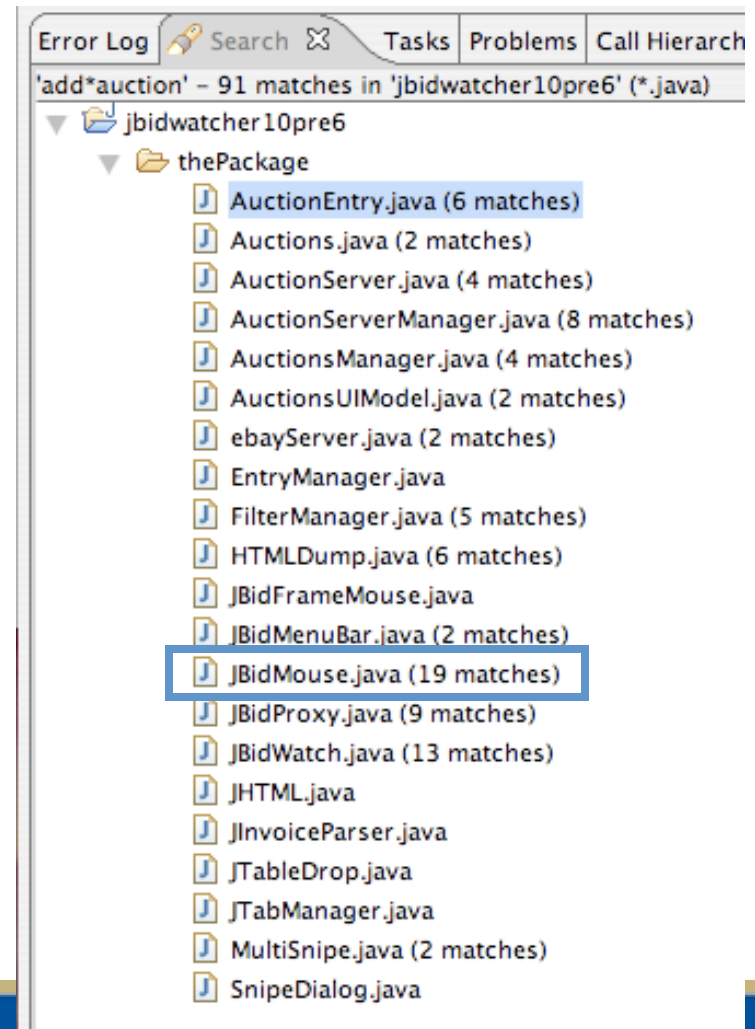 Error Log Search Tasks Problems Call Hierarch
'add*auction' – 91 matches in 'jbidwatcher10pre6' (*.java)
jbidwatcher10pre6
thePackage
AuctionEntry.java (6 matches)
Auctions.java (2 matches)
AuctionServer.java (4 matches)
AuctionServerManager.java (8 matches)
AuctionsManager.java (4 matches)
AuctionsUIModel.java (2 matches)
ebayServer.java (2 matches)
EntryManager.java
FilterManager.java (5 matches)
HTMLDump.java (6 matches)
JBidFrameMouse.java
JBidMenuBar.java (2 matches)
JBidMouse.java (19 matches)
JBidProxy.java (9 matches)
JBidWatch.java (13 matches)
JHTML.java
JInvoiceParser.java
JTableDrop.java
JTabManager.java
MultiSnipe.java (2 matches)
SnipeDialog.java